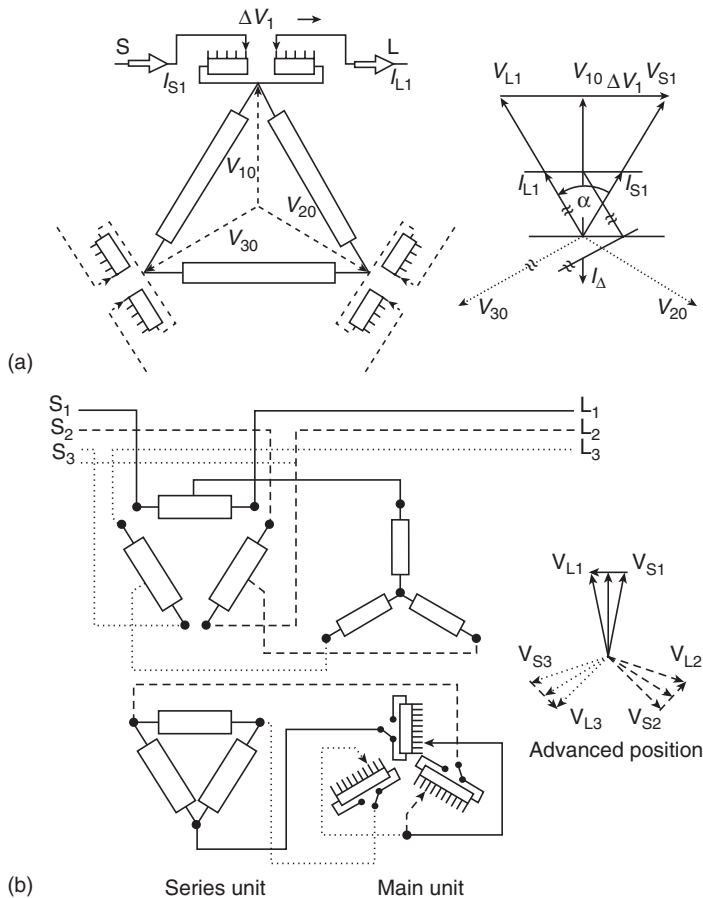 ΔV1
S L
IS1 IL1
V10
V20
V30
VL1 V10 ΔV1 VS1
IL1 α IS1
IΔ
V30 V20
(a)
S1 L1
S2 L2
S3 L3
VL1 VS1
VS3 VL2
VL3 VS2
Advanced position
(b) Series unit Main unit